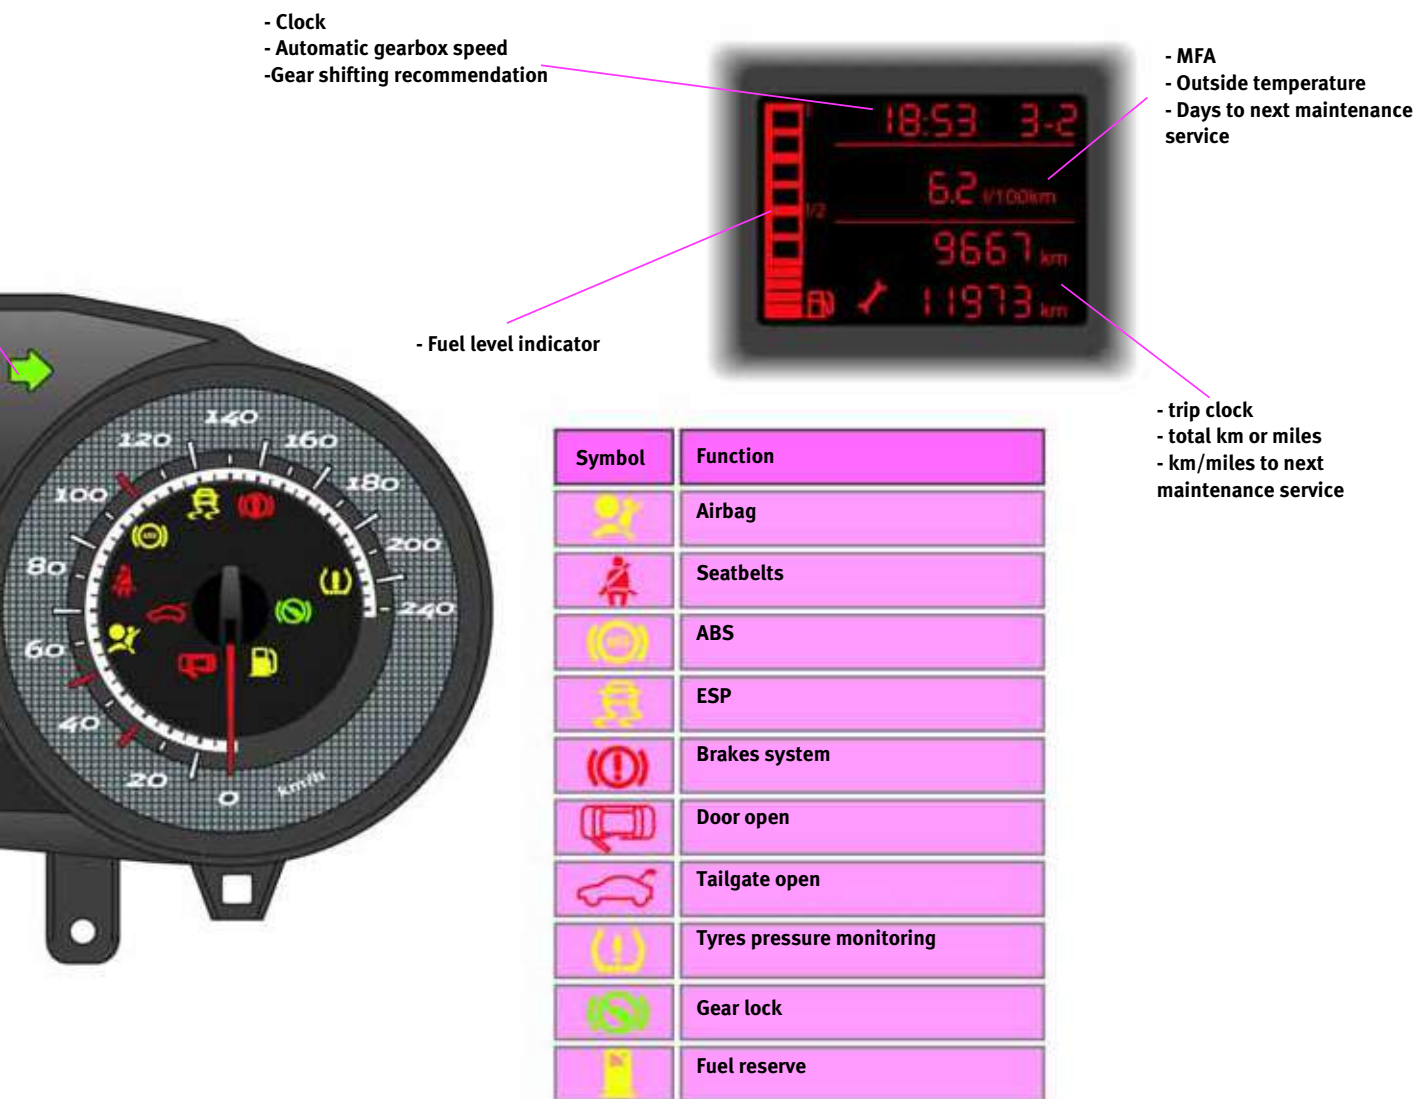 - Clock
- Automatic gearbox speed
-Gear shifting recommendation
- MFA
- Outside temperature
- Days to next maintenance
service
18:53 3-2
6.2 l/100km
1/2
9667 km
11973 km
- Fuel level indicator
- trip clock
- total km or miles
- km/miles to next
maintenance service
140
120
160
100
180
80
200
240
60
40
20
0
km/h
Symbol Function
Airbag
Seatbelts
ABS
ESP
Brakes system
Door open
Tailgate open
Tyres pressure monitoring
Gear lock
Fuel reserve